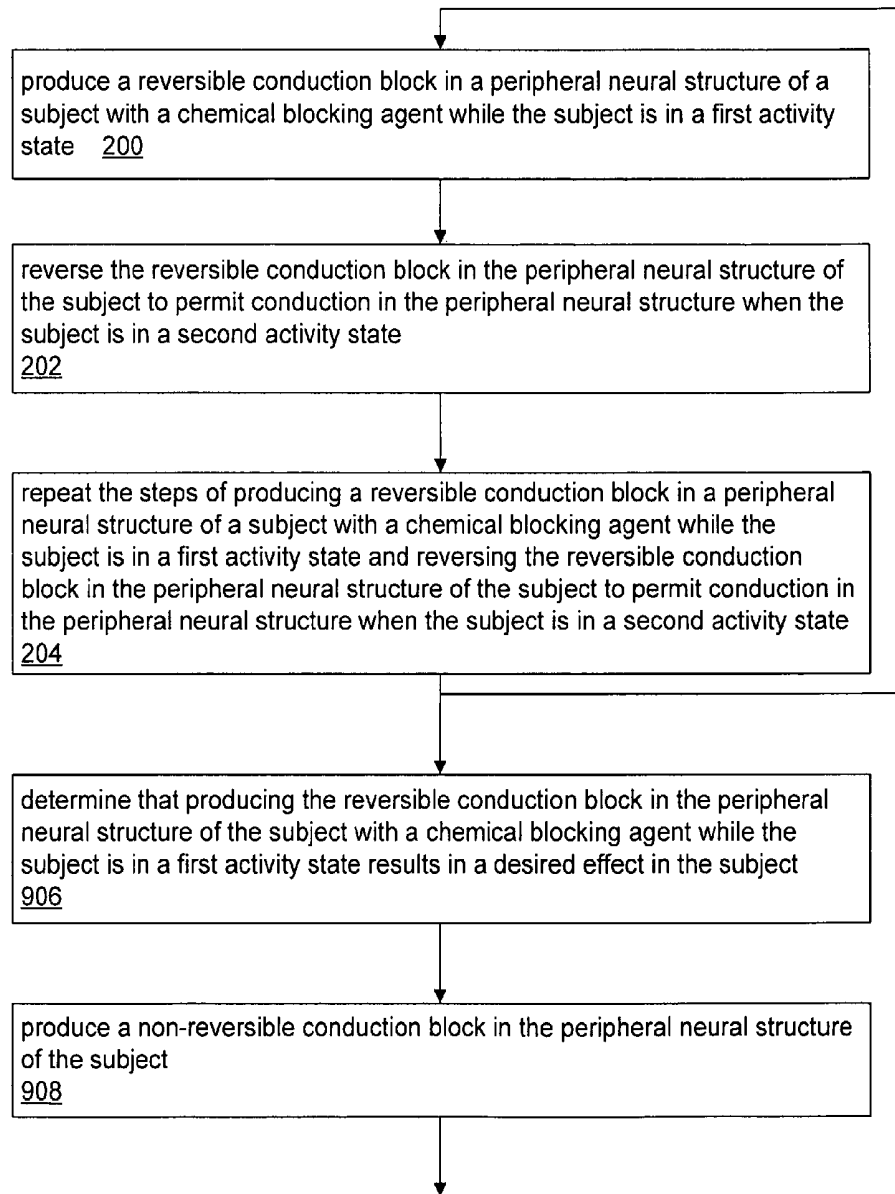 produce a reversible conduction block in a peripheral neural structure of a
subject with a chemical blocking agent while the subject is in a first activity
state 200
reverse the reversible conduction block in the peripheral neural structure of
the subject to permit conduction in the peripheral neural structure when the
subject is in a second activity state
202
repeat the steps of producing a reversible conduction block in a peripheral
neural structure of a subject with a chemical blocking agent while the
subject is in a first activity state and reversing the reversible conduction
block in the peripheral neural structure of the subject to permit conduction in
the peripheral neural structure when the subject is in a second activity state
204
determine that producing the reversible conduction block in the peripheral
neural structure of the subject with a chemical blocking agent while the
subject is in a first activity state results in a desired effect in the subject
906
produce a non-reversible conduction block in the peripheral neural structure
of the subject
908